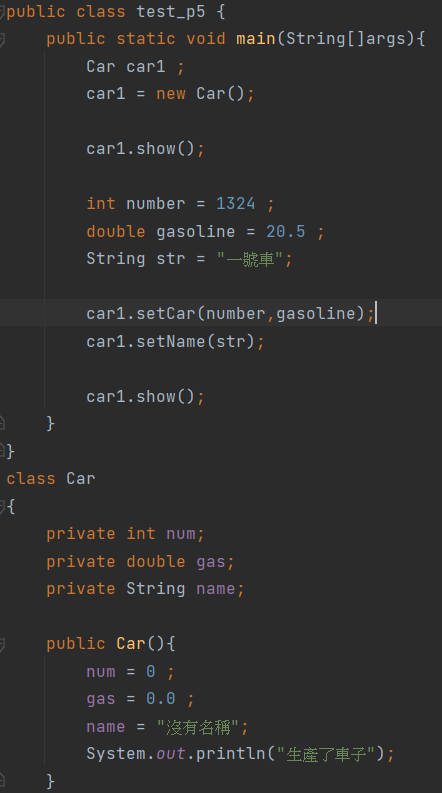 public class test_p5 {
public static void main(String[]args){
Car car1 ;
car1 = new Car();
car1.show();
int number = 1324 ;
double gasoline = 20.5 ;
String str = "一號車";
car1.setCar(number,gasoline);
car1.setName(str);
car1.show();
}
}
class Car
{
private int num;
private double gas;
private String name;
public Car(){
num = 0 ;
gas = 0.0 ;
name = "沒有名稱";
System.out.println("生產了車子");
}